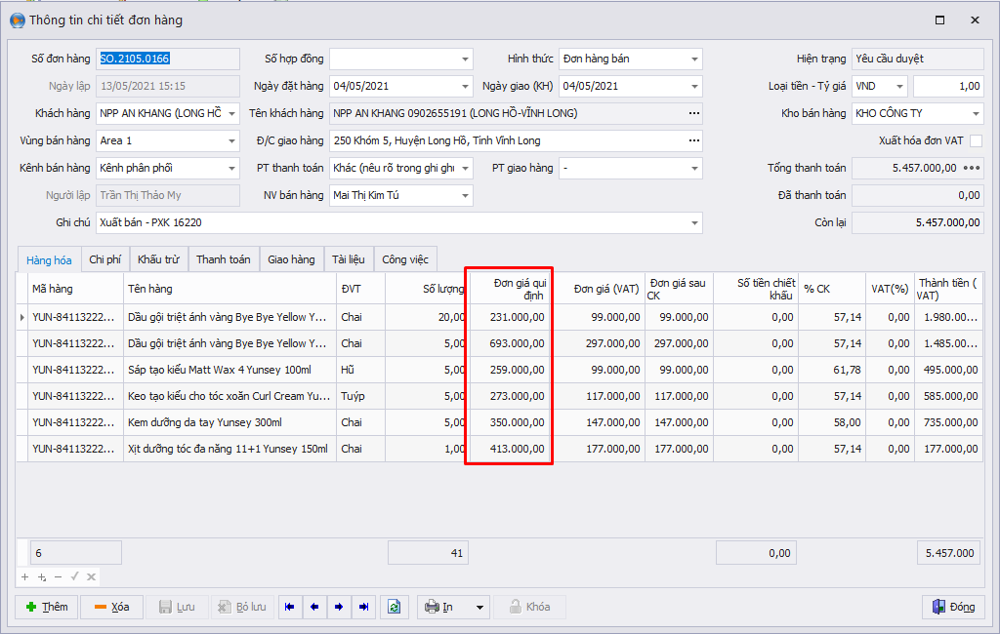 Thông tin chi tiết đơn hàng
Số đơn hàng SO.2105.0166 Số hợp đồng Hình thức Đơn hàng bán Hiện trạng Yêu cầu duyệt
Ngày lập 13/05/2021 15:15 Ngày đặt hàng 04/05/2021 Ngày giao (KH) 04/05/2021 Loại tiền - Tỷ giá VND 1,00
Khách hàng NPP AN KHANG (LONG HỒ Tên khách hàng NPP AN KHANG 0902655191 (LONG HỒ-VĨNH LONG) Kho bán hàng KHO CÔNG TY
Vùng bán hàng Area 1 Đ/C giao hàng 250 Khóm 5, Huyện Long Hồ, Tỉnh Vĩnh Long Xuất hóa đơn VAT
Kênh bán hàng Kênh phân phối PT thanh toán Khác (nêu rõ trong ghi ghu PT giao hàng - Tổng thanh toán 5.457.000,00
Người lập Trần Thị Thảo My NV bán hàng Mai Thị Kim Tú Đã thanh toán 0,00
Ghi chú Xuất bán - PXK 16220 Còn lại 5.457.000,00
Hàng hóa Chi phí Khấu trừ Thanh toán Giao hàng Tài liệu Công việc
Mã hàng Tên hàng ĐVT Số lượng Đơn giá qui định Đơn giá (VAT) Đơn giá sau CK Số tiền chiết khấu % CK VAT(%) Thành tiền ( VAT)
YUN-84113222... Dầu gội triệt ánh vàng Bye Bye Yellow Y... Chai 20,00 231.000,00 99.000,00 99.000,00 0,00 57,14 0,00 1.980.00...
YUN-84113222... Dầu gội triệt ánh vàng Bye Bye Yellow Y... Chai 5,00 693.000,00 297.000,00 297.000,00 0,00 57,14 0,00 1.485.00...
YUN-84113222... Sáp tạo kiểu Matt Wax 4 Yunsey 100ml Hũ 5,00 259.000,00 99.000,00 99.000,00 0,00 61,78 0,00 495.000,00
YUN-84113222... Keo tạo kiểu cho tóc xoăn Curl Cream Yu... Tuýp 5,00 273.000,00 117.000,00 117.000,00 0,00 57,14 0,00 585.000,00
YUN-84113222... Kem dưỡng da tay Yunsey 300ml Chai 5,00 350.000,00 147.000,00 147.000,00 0,00 58,00 0,00 735.000,00
YUN-84113222... Xịt dưỡng tóc đa năng 11+1 Yunsey 150ml Chai 1,00 413.000,00 177.000,00 177.000,00 0,00 57,14 0,00 177.000,00
6 41 0,00 5.457.000
Thêm Xóa Lưu Bỏ lưu In Khóa Đóng